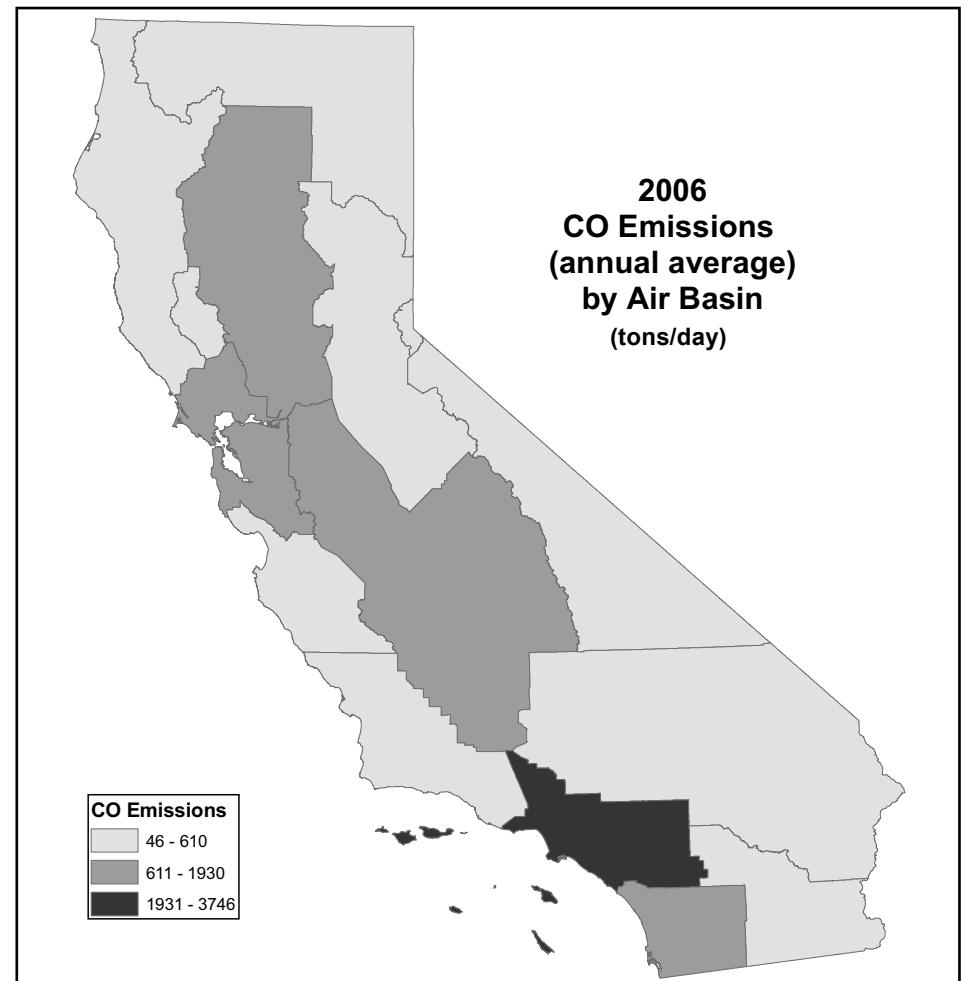 2006
CO Emissions
(annual average)
by Air Basin
(tons/day)
CO Emissions
46 - 610
611 - 1930
1931 - 3746